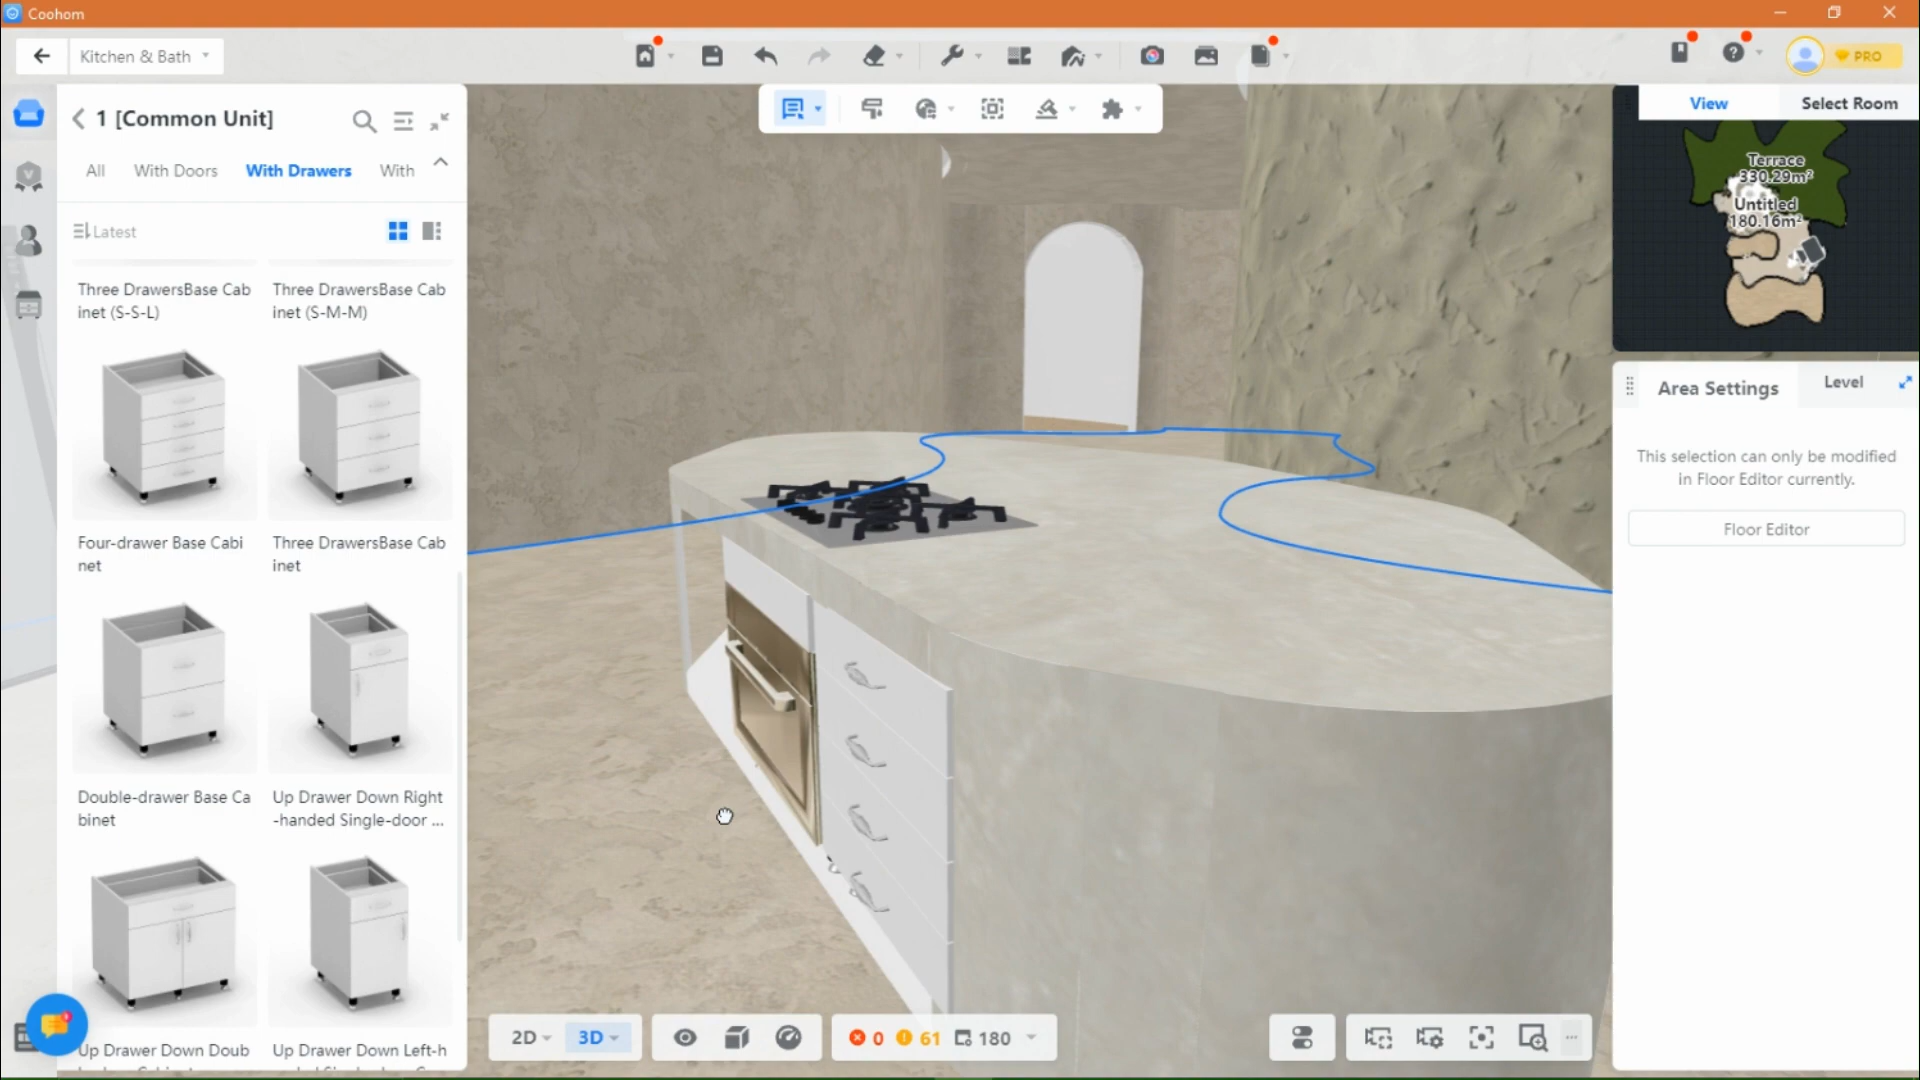 Coohom
Kitchen & Bath
PRO
1 [Common Unit]
All
With Doors
With Drawers
With
Latest
Three DrawersBase Cab
inet (S-S-L)
Three DrawersBase Cab
inet (S-M-M)
Four-drawer Base Cabi
net
Three DrawersBase Cab
inet
Double-drawer Base Ca
binet
Up Drawer Down Right
-handed Single-door ...
Up Drawer Down Doub
Up Drawer Down Left-h
View
Select Room
Terrace
330.29m²
Untitled
180.16m²
Area Settings
Level
This selection can only be modified
in Floor Editor currently.
Floor Editor
2D
3D
0
61
180